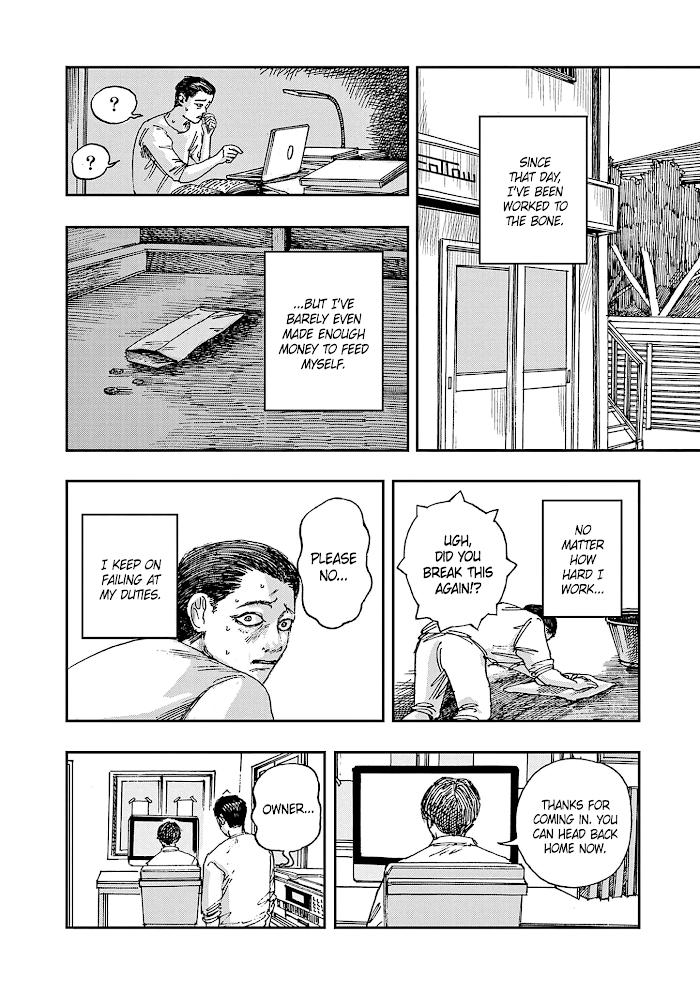 SINCE
THAT DAY,
I'VE BEEN
WORKED TO
THE BONE.
?
?
...BUT I'VE
BARELY EVEN
MADE ENOUGH
MONEY TO FEED
MYSELF.
NO
MATTER
HOW
HARD I
WORK...
UGH,
DID YOU
BREAK THIS
AGAIN!?
PLEASE
NO...
I KEEP ON
FAILING AT
MY DUTIES.
THANKS FOR
COMING IN. YOU
CAN HEAD BACK
HOME NOW.
OWNER...